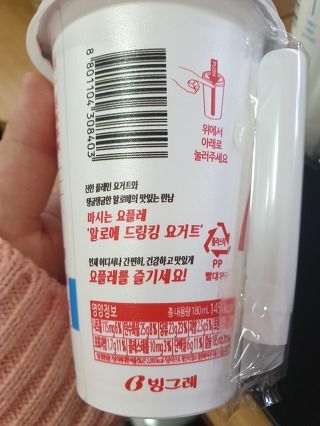 8 801104 308403
위에서
아래로
눌러주세요
진한 플레인 요거트와
탱글탱글한 알로에의 맛있는 만남
마시는 요플레
'알로에 드링킹 요거트'
언제 어디서나 간편하게, 건강하고 맛있게
요플레를 즐기세요!
PP
영양정보
총 내용량 180 mL
빙그레